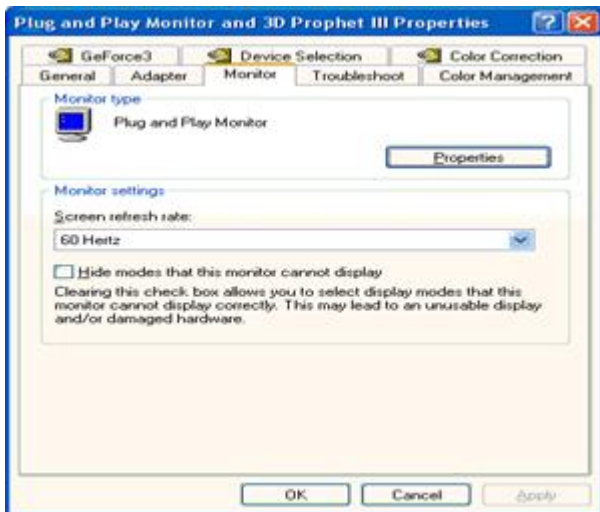 Plug and Play Monitor and 3D Prophet III Properties
GeForce3 Device Selection Color Correction
General Adapter Monitor Troubleshoot Color Management
Monitor type
Plug and Play Monitor
Properties
Monitor settings
Screen refresh rate:
60 Hertz
Hide modes that this monitor cannot display
Clearing this check box allows you to select display modes that this
monitor cannot display correctly. This may lead to an unusable display
and/or damaged hardware.
OK Cancel Apply